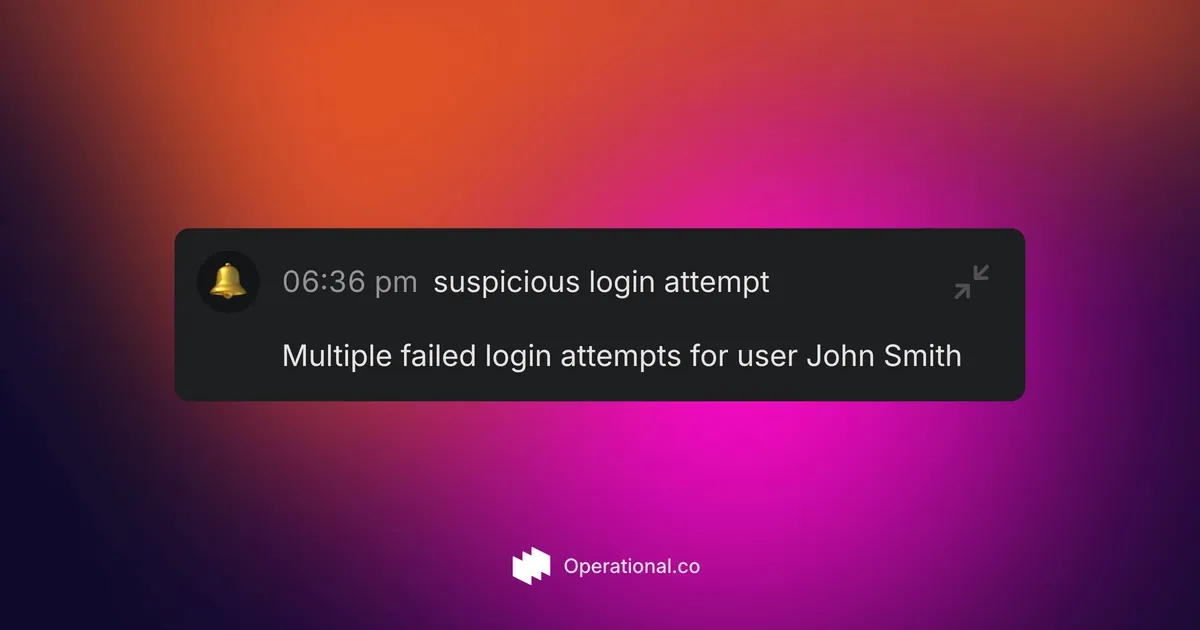 06:36 pm suspicious login attempt
Multiple failed login attempts for user John Smith
Operational.co